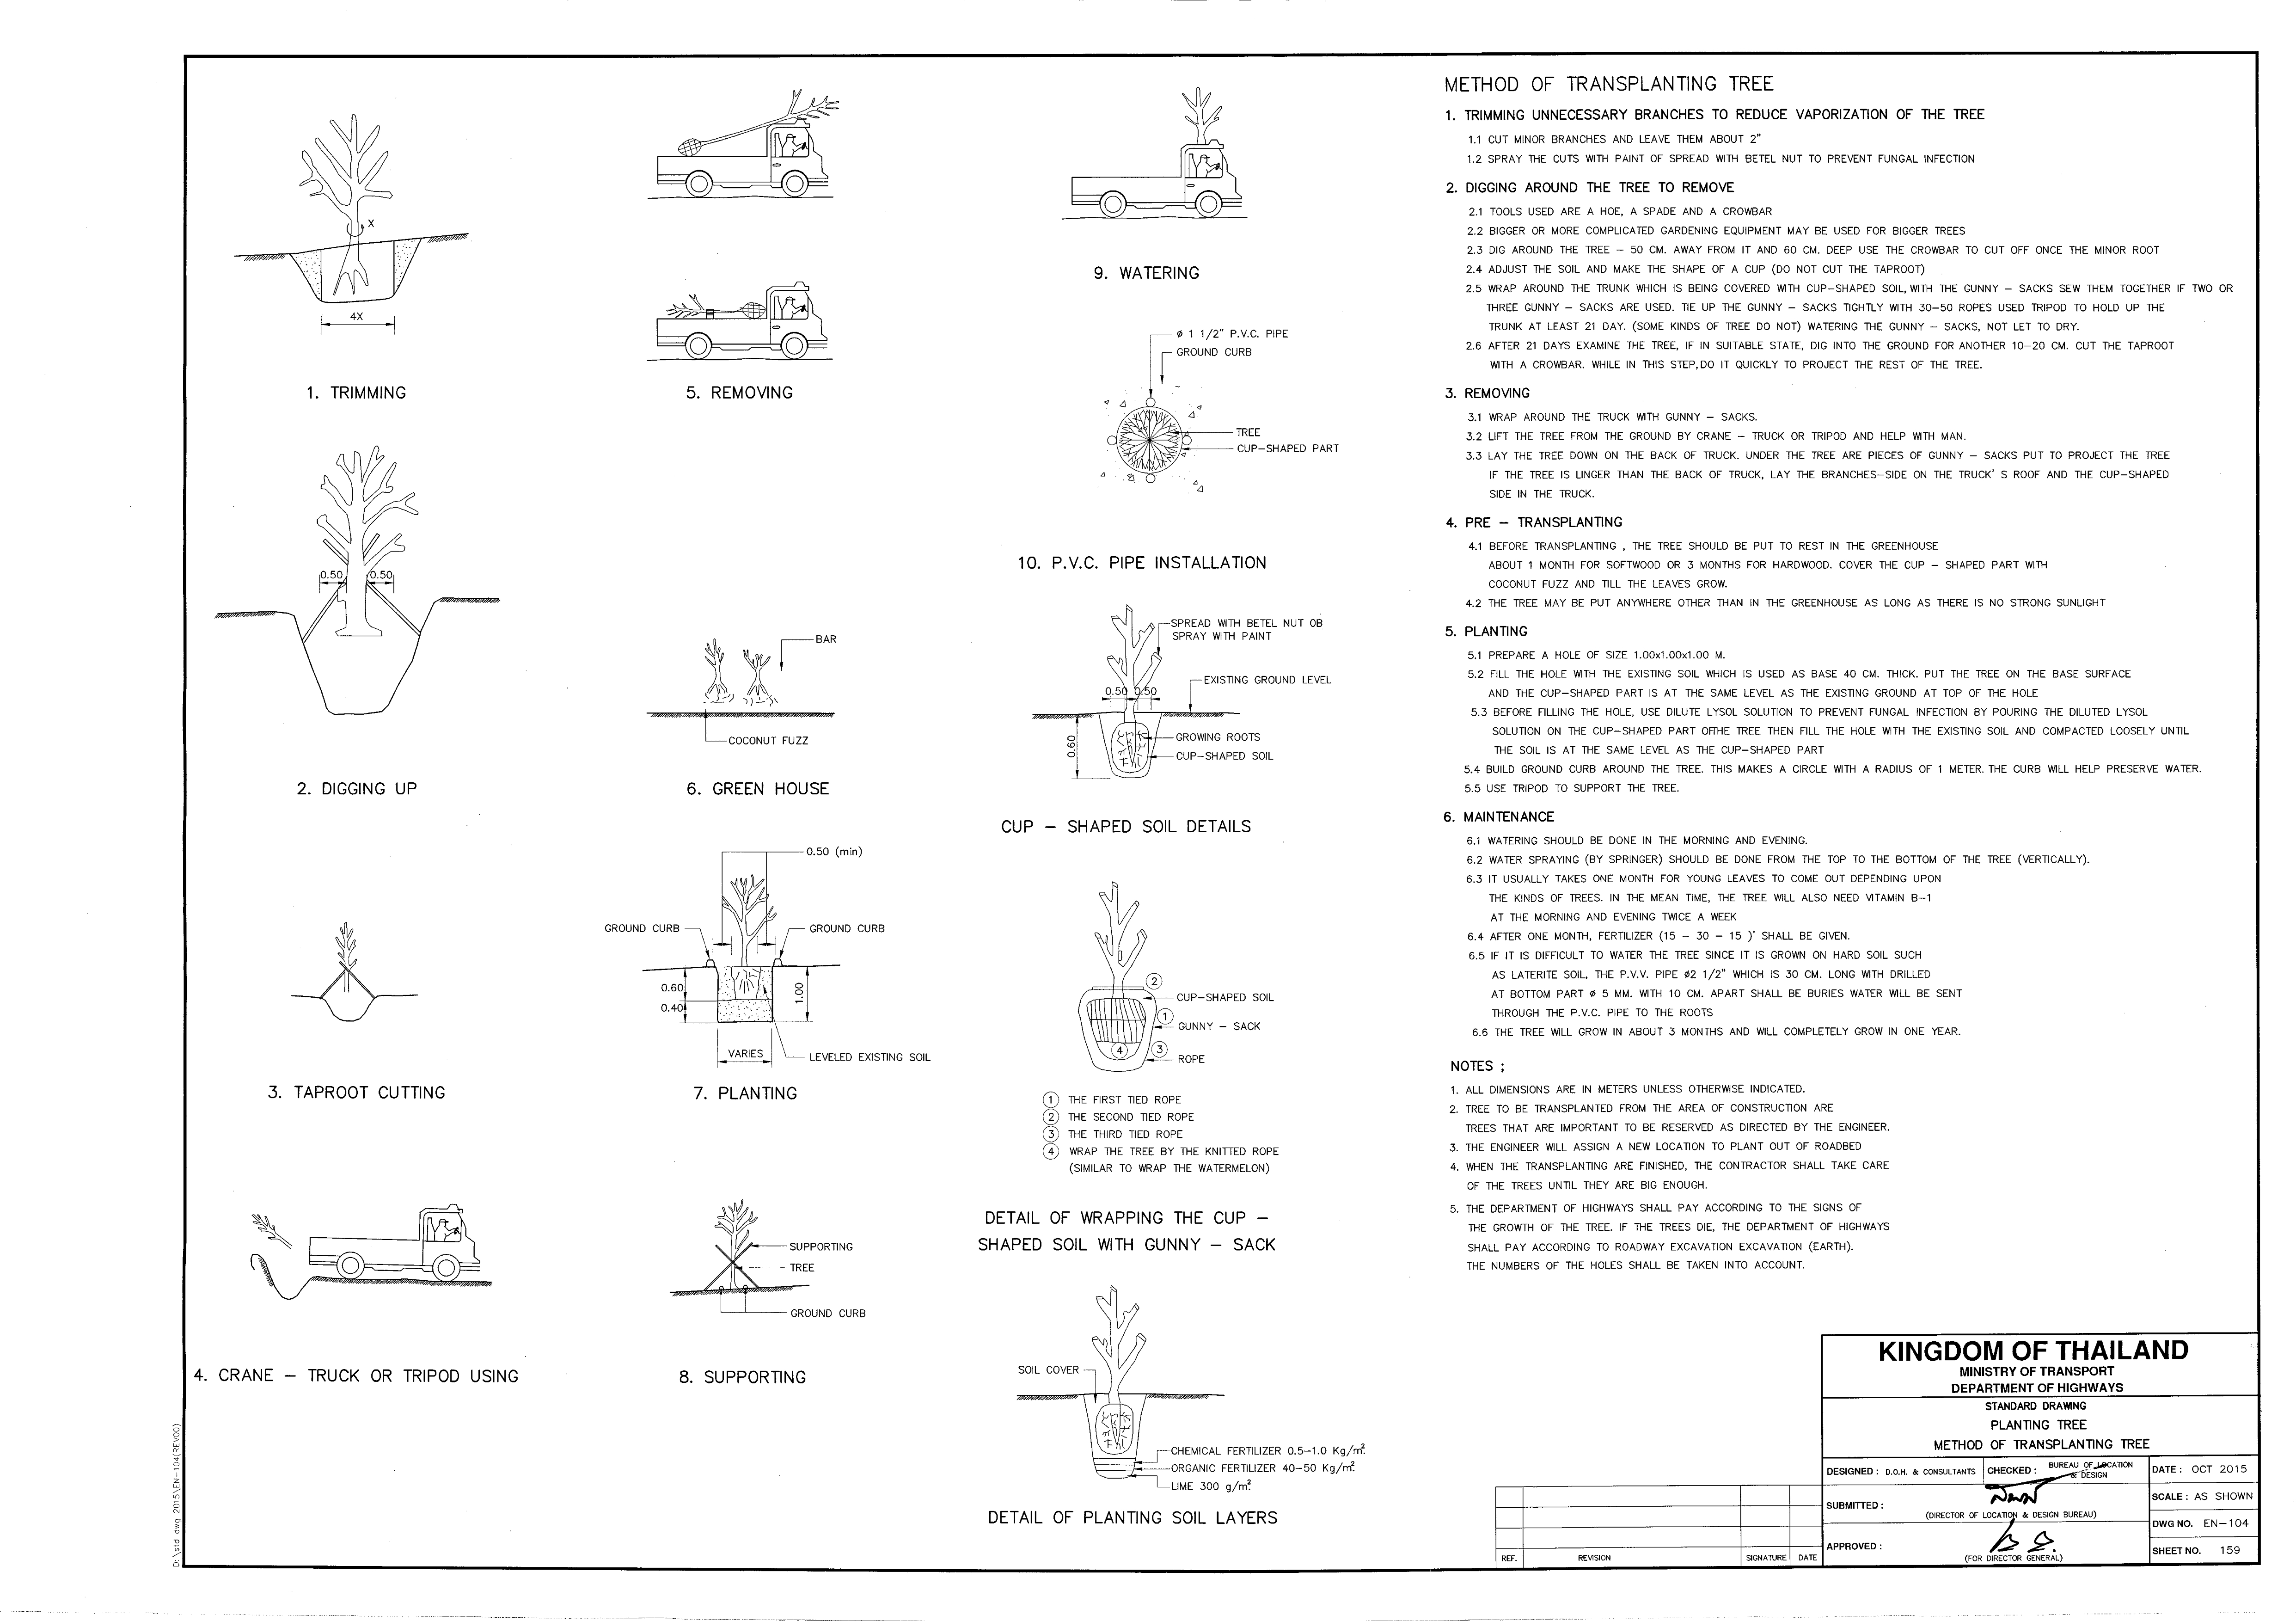 X
4X
1. TRIMMING
0.50
0.50
2. DIGGING UP
3. TAPROOT CUTTING
4. CRANE – TRUCK OR TRIPOD USING
5. REMOVING
BAR
COCONUT FUZZ
6. GREEN HOUSE
0.50 (min)
GROUND CURB
GROUND CURB
0.60
0.40
1.00
VARIES
LEVELED EXISTING SOIL
7. PLANTING
SUPPORTING
TREE
GROUND CURB
8. SUPPORTING
9. WATERING
ø 1 1/2" P.V.C. PIPE
GROUND CURB
TREE
CUP–SHAPED PART
10. P.V.C. PIPE INSTALLATION
SPREAD WITH BETEL NUT OB
SPRAY WITH PAINT
EXISTING GROUND LEVEL
0.50
0.50
0.60
GROWING ROOTS
CUP–SHAPED SOIL
CUP – SHAPED SOIL DETAILS
2
CUP–SHAPED SOIL
1
GUNNY – SACK
4
3
ROPE
1 THE FIRST TIED ROPE
2 THE SECOND TIED ROPE
3 THE THIRD TIED ROPE
4 WRAP THE TREE BY THE KNITTED ROPE
(SIMILAR TO WRAP THE WATERMELON)
DETAIL OF WRAPPING THE CUP –
SHAPED SOIL WITH GUNNY – SACK
SOIL COVER
CHEMICAL FERTILIZER 0.5–1.0 Kg/m².
ORGANIC FERTILIZER 40–50 Kg/m².
LIME 300 g/m².
DETAIL OF PLANTING SOIL LAYERS
METHOD OF TRANSPLANTING TREE
1. TRIMMING UNNECESSARY BRANCHES TO REDUCE VAPORIZATION OF THE TREE
1.1 CUT MINOR BRANCHES AND LEAVE THEM ABOUT 2"
1.2 SPRAY THE CUTS WITH PAINT OF SPREAD WITH BETEL NUT TO PREVENT FUNGAL INFECTION
2. DIGGING AROUND THE TREE TO REMOVE
2.1 TOOLS USED ARE A HOE, A SPADE AND A CROWBAR
2.2 BIGGER OR MORE COMPLICATED GARDENING EQUIPMENT MAY BE USED FOR BIGGER TREES
2.3 DIG AROUND THE TREE – 50 CM. AWAY FROM IT AND 60 CM. DEEP USE THE CROWBAR TO CUT OFF ONCE THE MINOR ROOT
2.4 ADJUST THE SOIL AND MAKE THE SHAPE OF A CUP (DO NOT CUT THE TAPROOT)
2.5 WRAP AROUND THE TRUNK WHICH IS BEING COVERED WITH CUP–SHAPED SOIL, WITH THE GUNNY – SACKS SEW THEM TOGETHER IF TWO OR
THREE GUNNY – SACKS ARE USED. TIE UP THE GUNNY – SACKS TIGHTLY WITH 30–50 ROPES USED TRIPOD TO HOLD UP THE
TRUNK AT LEAST 21 DAY. (SOME KINDS OF TREE DO NOT) WATERING THE GUNNY – SACKS, NOT LET TO DRY.
2.6 AFTER 21 DAYS EXAMINE THE TREE, IF IN SUITABLE STATE, DIG INTO THE GROUND FOR ANOTHER 10–20 CM. CUT THE TAPROOT
WITH A CROWBAR. WHILE IN THIS STEP, DO IT QUICKLY TO PROJECT THE REST OF THE TREE.
3. REMOVING
3.1 WRAP AROUND THE TRUCK WITH GUNNY – SACKS.
3.2 LIFT THE TREE FROM THE GROUND BY CRANE – TRUCK OR TRIPOD AND HELP WITH MAN.
3.3 LAY THE TREE DOWN ON THE BACK OF TRUCK. UNDER THE TREE ARE PIECES OF GUNNY – SACKS PUT TO PROJECT THE TREE
IF THE TREE IS LINGER THAN THE BACK OF TRUCK, LAY THE BRANCHES–SIDE ON THE TRUCK' S ROOF AND THE CUP–SHAPED
SIDE IN THE TRUCK.
4. PRE – TRANSPLANTING
4.1 BEFORE TRANSPLANTING , THE TREE SHOULD BE PUT TO REST IN THE GREENHOUSE
ABOUT 1 MONTH FOR SOFTWOOD OR 3 MONTHS FOR HARDWOOD. COVER THE CUP – SHAPED PART WITH
COCONUT FUZZ AND TILL THE LEAVES GROW.
4.2 THE TREE MAY BE PUT ANYWHERE OTHER THAN IN THE GREENHOUSE AS LONG AS THERE IS NO STRONG SUNLIGHT
5. PLANTING
5.1 PREPARE A HOLE OF SIZE 1.00x1.00x1.00 M.
5.2 FILL THE HOLE WITH THE EXISTING SOIL WHICH IS USED AS BASE 40 CM. THICK. PUT THE TREE ON THE BASE SURFACE
AND THE CUP–SHAPED PART IS AT THE SAME LEVEL AS THE EXISTING GROUND AT TOP OF THE HOLE
5.3 BEFORE FILLING THE HOLE, USE DILUTE LYSOL SOLUTION TO PREVENT FUNGAL INFECTION BY POURING THE DILUTED LYSOL
SOLUTION ON THE CUP–SHAPED PART OFTHE TREE THEN FILL THE HOLE WITH THE EXISTING SOIL AND COMPACTED LOOSELY UNTIL
THE SOIL IS AT THE SAME LEVEL AS THE CUP–SHAPED PART
5.4 BUILD GROUND CURB AROUND THE TREE. THIS MAKES A CIRCLE WITH A RADIUS OF 1 METER. THE CURB WILL HELP PRESERVE WATER.
5.5 USE TRIPOD TO SUPPORT THE TREE.
6. MAINTENANCE
6.1 WATERING SHOULD BE DONE IN THE MORNING AND EVENING.
6.2 WATER SPRAYING (BY SPRINGER) SHOULD BE DONE FROM THE TOP TO THE BOTTOM OF THE TREE (VERTICALLY).
6.3 IT USUALLY TAKES ONE MONTH FOR YOUNG LEAVES TO COME OUT DEPENDING UPON
THE KINDS OF TREES. IN THE MEAN TIME, THE TREE WILL ALSO NEED VITAMIN B–1
AT THE MORNING AND EVENING TWICE A WEEK
6.4 AFTER ONE MONTH, FERTILIZER (15 – 30 – 15 )' SHALL BE GIVEN.
6.5 IF IT IS DIFFICULT TO WATER THE TREE SINCE IT IS GROWN ON HARD SOIL SUCH
AS LATERITE SOIL, THE P.V.V. PIPE ø2 1/2" WHICH IS 30 CM. LONG WITH DRILLED
AT BOTTOM PART ø 5 MM. WITH 10 CM. APART SHALL BE BURIES WATER WILL BE SENT
THROUGH THE P.V.C. PIPE TO THE ROOTS
6.6 THE TREE WILL GROW IN ABOUT 3 MONTHS AND WILL COMPLETELY GROW IN ONE YEAR.
NOTES ;
1. ALL DIMENSIONS ARE IN METERS UNLESS OTHERWISE INDICATED.
2. TREE TO BE TRANSPLANTED FROM THE AREA OF CONSTRUCTION ARE
TREES THAT ARE IMPORTANT TO BE RESERVED AS DIRECTED BY THE ENGINEER.
3. THE ENGINEER WILL ASSIGN A NEW LOCATION TO PLANT OUT OF ROADBED
4. WHEN THE TRANSPLANTING ARE FINISHED, THE CONTRACTOR SHALL TAKE CARE
OF THE TREES UNTIL THEY ARE BIG ENOUGH.
5. THE DEPARTMENT OF HIGHWAYS SHALL PAY ACCORDING TO THE SIGNS OF
THE GROWTH OF THE TREE. IF THE TREES DIE, THE DEPARTMENT OF HIGHWAYS
SHALL PAY ACCORDING TO ROADWAY EXCAVATION EXCAVATION (EARTH).
THE NUMBERS OF THE HOLES SHALL BE TAKEN INTO ACCOUNT.
KINGDOM OF THAILAND
MINISTRY OF TRANSPORT
DEPARTMENT OF HIGHWAYS
STANDARD DRAWING
PLANTING TREE
METHOD OF TRANSPLANTING TREE
DESIGNED : D.O.H. & CONSULTANTS
CHECKED : BUREAU OF LOCATION
& DESIGN
DATE : OCT 2015
SUBMITTED :
(DIRECTOR OF LOCATION & DESIGN BUREAU)
SCALE : AS SHOWN
DWG NO. EN–104
APPROVED :
(FOR DIRECTOR GENERAL)
SHEET NO. 159
REF. REVISION SIGNATURE DATE
D:\std dwg 2015\EN-104(REV00)